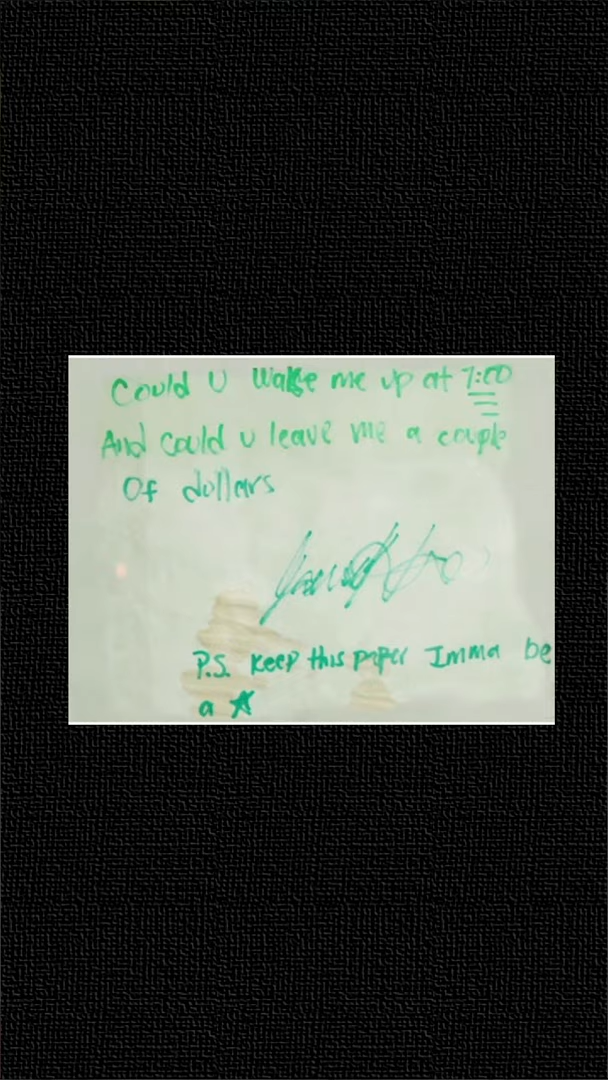 Could U wake me up at 7:00
And could u leave me a couple
Of dollars
P.S. keep this paper Imma be
a ★